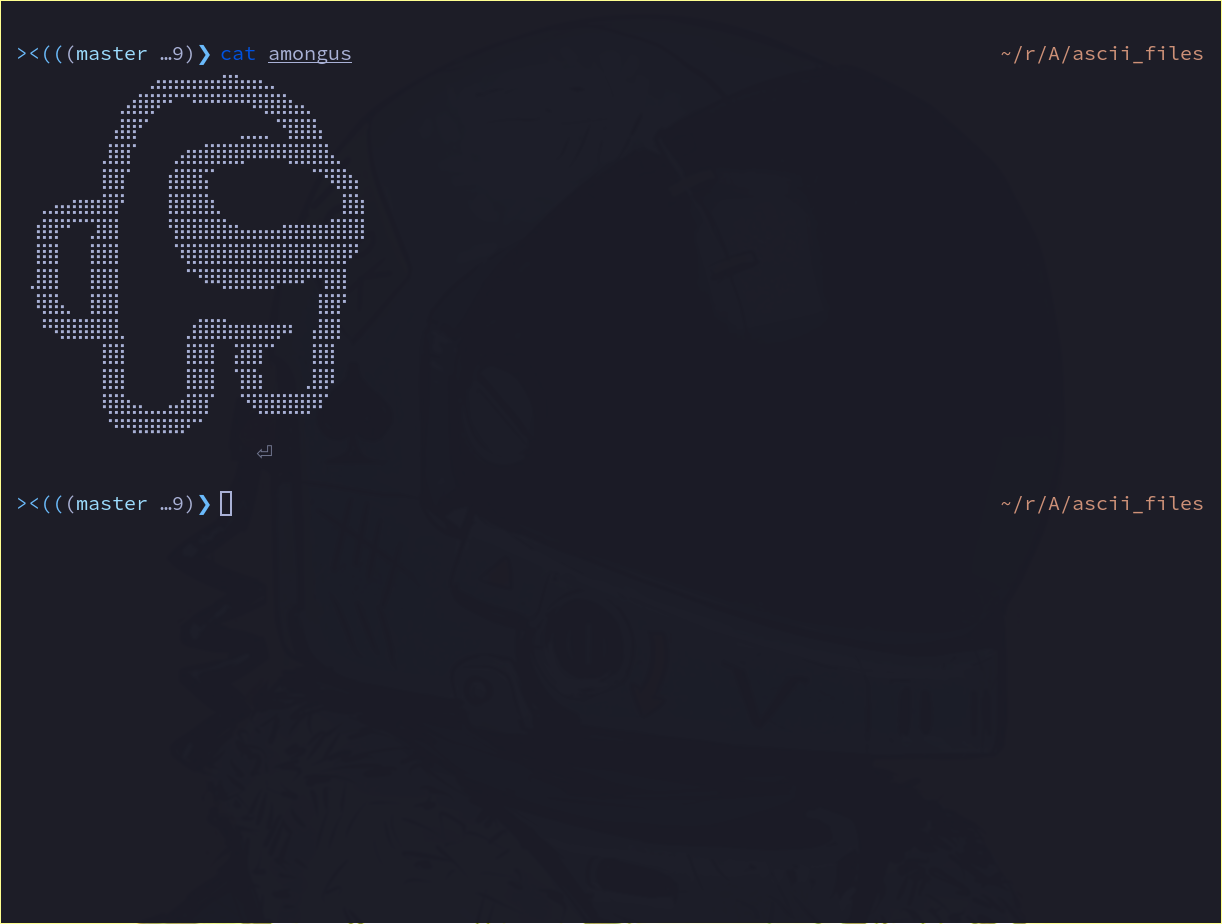 ><(((master …9)❯ cat amongus ~/r/A/ascii_files
⏎
><(((master …9)❯ ~/r/A/ascii_files